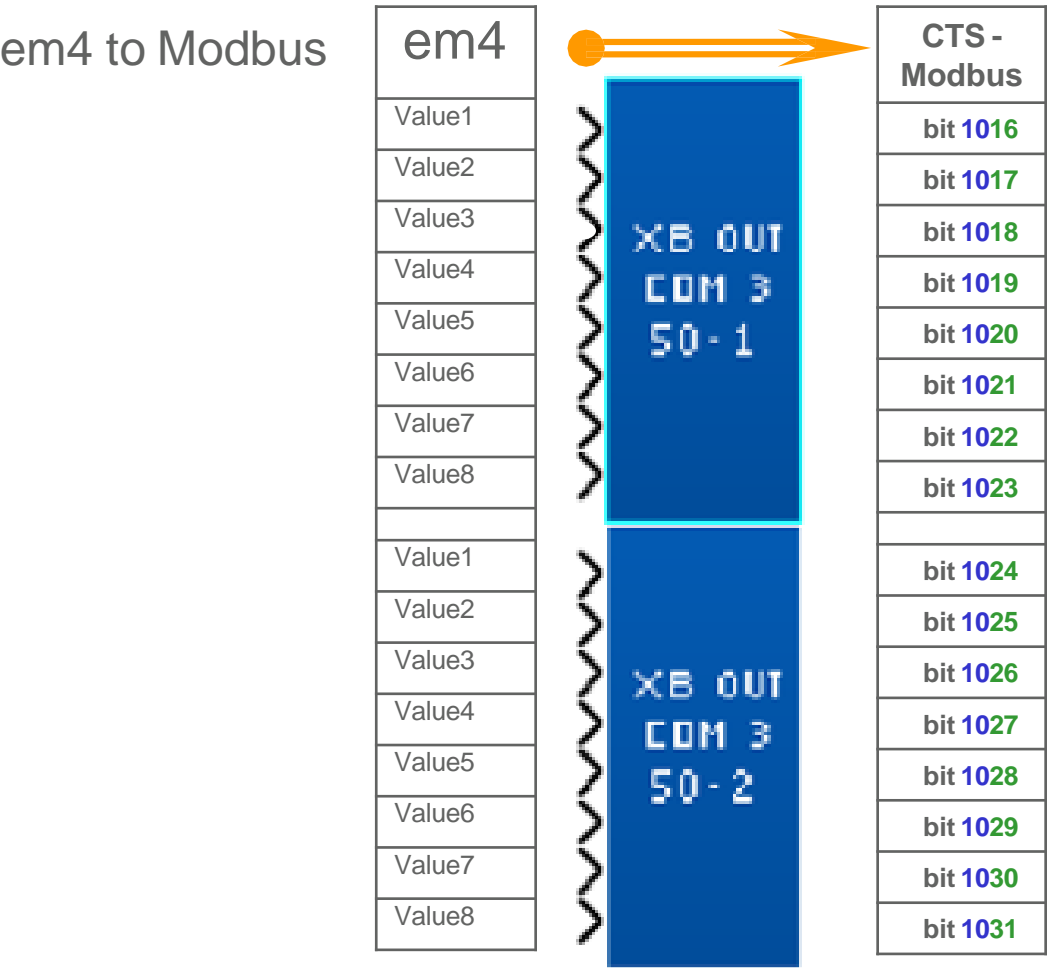 em4 to Modbus
em4
CTS -
Modbus
Value1
bit 1016
Value2
bit 1017
Value3
bit 1018
Value4
bit 1019
Value5
bit 1020
Value6
bit 1021
Value7
bit 1022
Value8
bit 1023
XB OUT
COM 3
50-1
Value1
bit 1024
Value2
bit 1025
Value3
bit 1026
Value4
bit 1027
Value5
bit 1028
Value6
bit 1029
Value7
bit 1030
Value8
bit 1031
XB OUT
COM 3
50-2